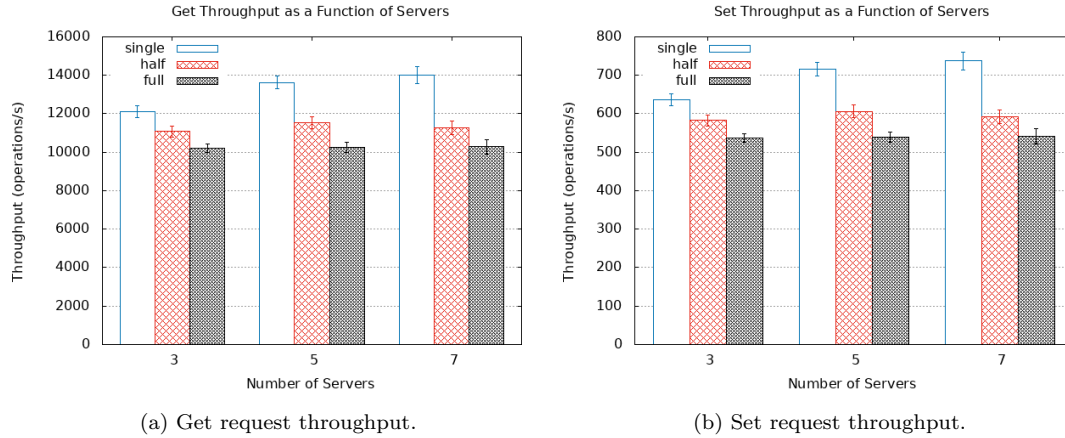 Get Throughput as a Function of Servers
Throughput (operations/s)
16000
14000
12000
10000
8000
6000
4000
2000
0
single
half
full
3 5 7
Number of Servers
(a) Get request throughput.
Set Throughput as a Function of Servers
Throughput (operations/s)
800
700
600
500
400
300
200
100
0
single
half
full
3 5 7
Number of Servers
(b) Set request throughput.